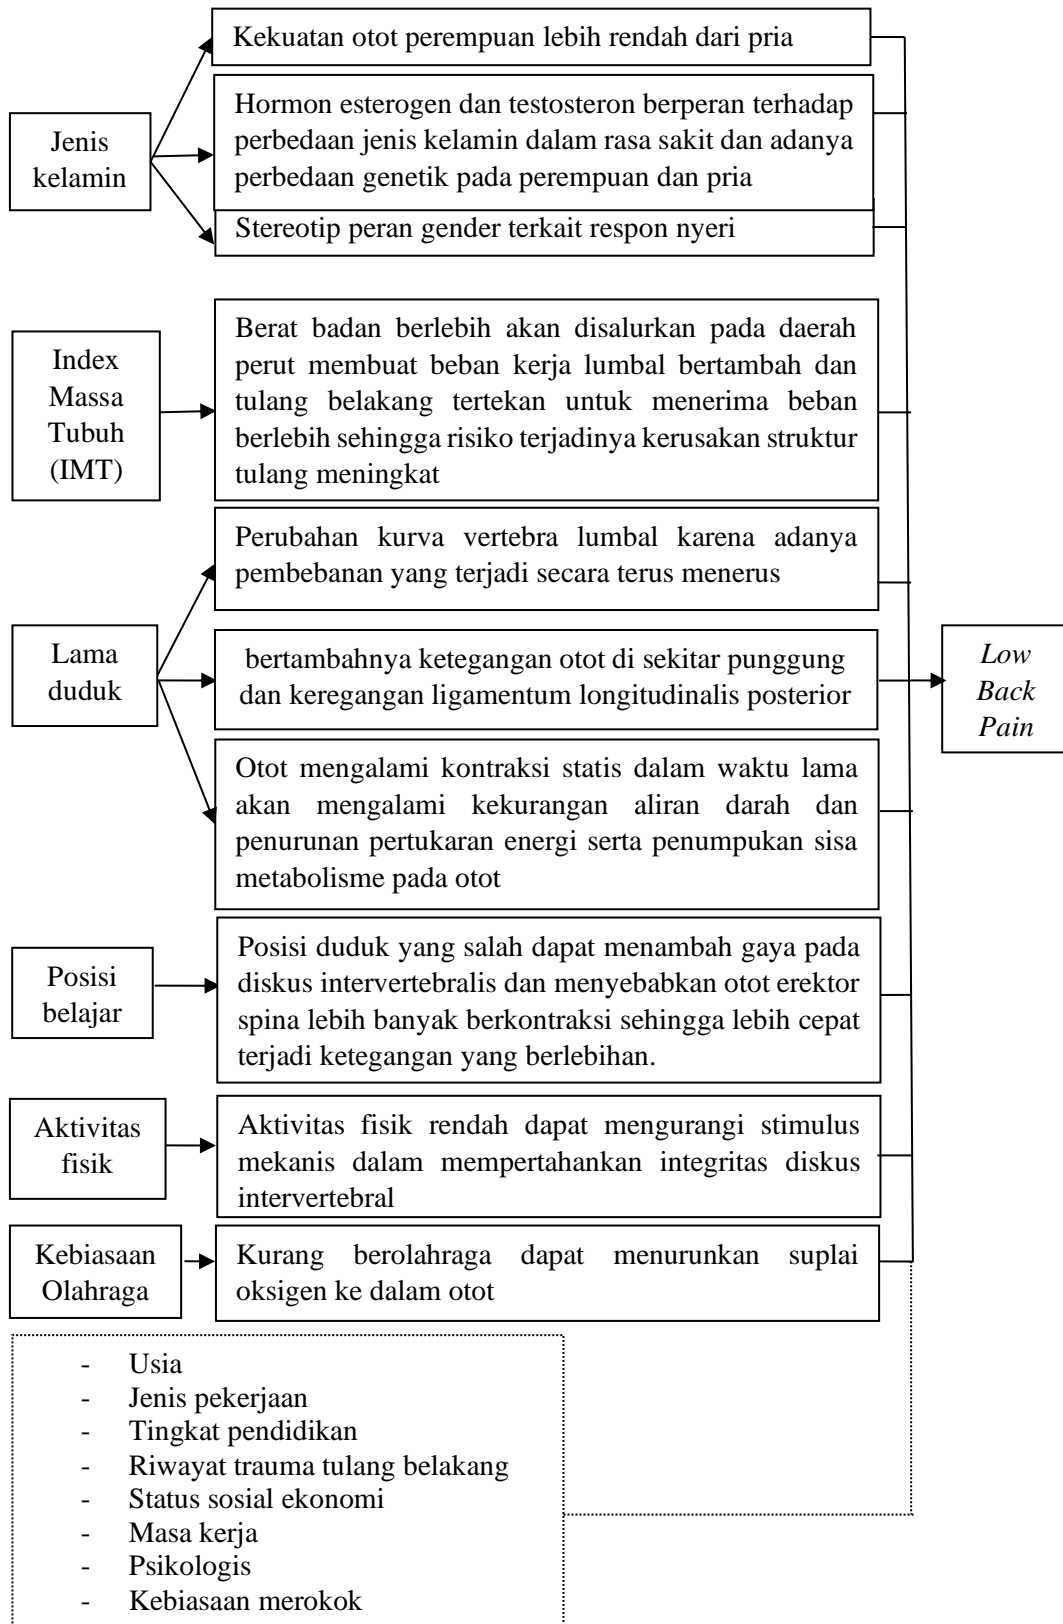 Jenis
kelamin
Kekuatan otot perempuan lebih rendah dari pria
Hormon esterogen dan testosteron berperan terhadap
perbedaan jenis kelamin dalam rasa sakit dan adanya
perbedaan genetik pada perempuan dan pria
Stereotip peran gender terkait respon nyeri
Index
Massa
Tubuh
(IMT)
Berat badan berlebih akan disalurkan pada daerah
perut membuat beban kerja lumbal bertambah dan
tulang belakang tertekan untuk menerima beban
berlebih sehingga risiko terjadinya kerusakan struktur
tulang meningkat
Lama
duduk
Perubahan kurva vertebra lumbal karena adanya
pembebanan yang terjadi secara terus menerus
bertambahnya ketegangan otot di sekitar punggung
dan keregangan ligamentum longitudinalis posterior
Otot mengalami kontraksi statis dalam waktu lama
akan mengalami kekurangan aliran darah dan
penurunan pertukaran energi serta penumpukan sisa
metabolisme pada otot
Low
Back
Pain
Posisi
belajar
Posisi duduk yang salah dapat menambah gaya pada
diskus intervertebralis dan menyebabkan otot erektor
spina lebih banyak berkontraksi sehingga lebih cepat
terjadi ketegangan yang berlebihan.
Aktivitas
fisik
Aktivitas fisik rendah dapat mengurangi stimulus
mekanis dalam mempertahankan integritas diskus
intervertebral
Kebiasaan
Olahraga
Kurang berolahraga dapat menurunkan suplai
oksigen ke dalam otot
- Usia
- Jenis pekerjaan
- Tingkat pendidikan
- Riwayat trauma tulang belakang
- Status sosial ekonomi
- Masa kerja
- Psikologis
- Kebiasaan merokok